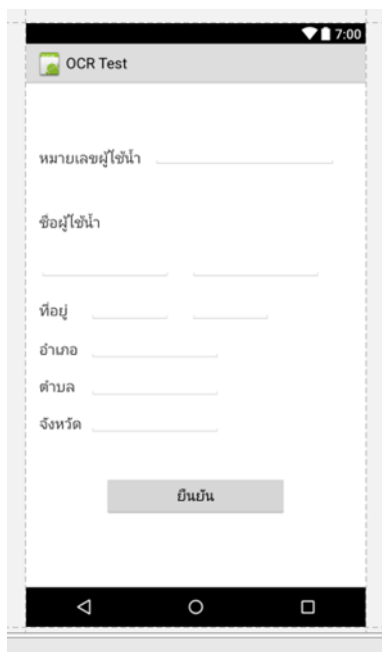 7:00
OCR Test
หมายเลขผู้ใช้น้ำ
ชื่อผู้ใช้น้ำ
ที่อยู่
อำเภอ
ตำบล
จังหวัด
ยืนยัน